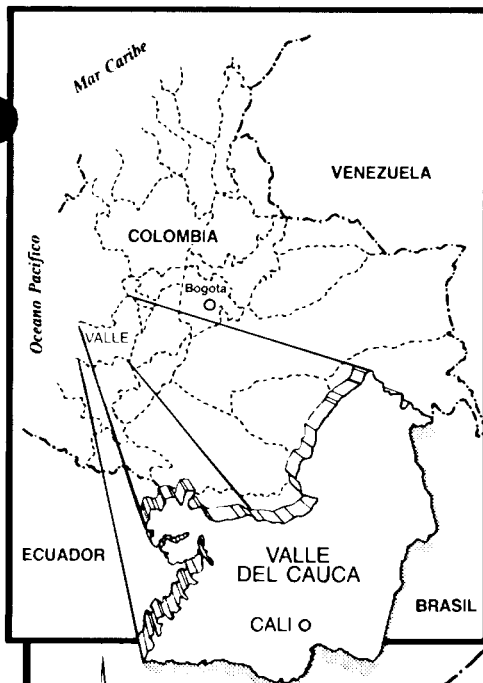 Mar Caribe
VENEZUELA
COLOMBIA
Bogota
Oceano Pacifico
VALLE
ECUADOR
VALLE
DEL CAUCA
BRASIL
CALI